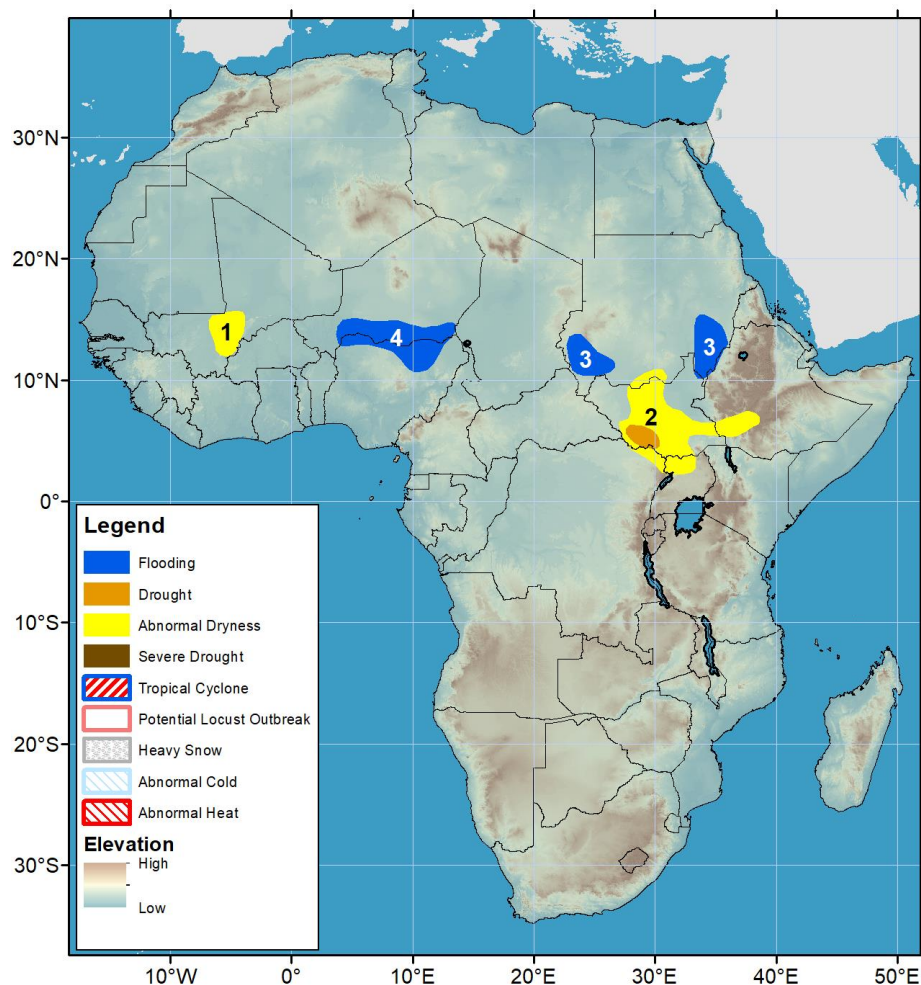 30°N
20°N
1
4
3
3
10°N
2
0°
Legend
Flooding
Drought
Abnormal Dryness
Severe Drought
Tropical Cyclone
Potential Locust Outbreak
Heavy Snow
Abnormal Cold
Abnormal Heat
Elevation
High
Low
10°S
20°S
30°S
10°W
0°
10°E
20°E
30°E
40°E
50°E